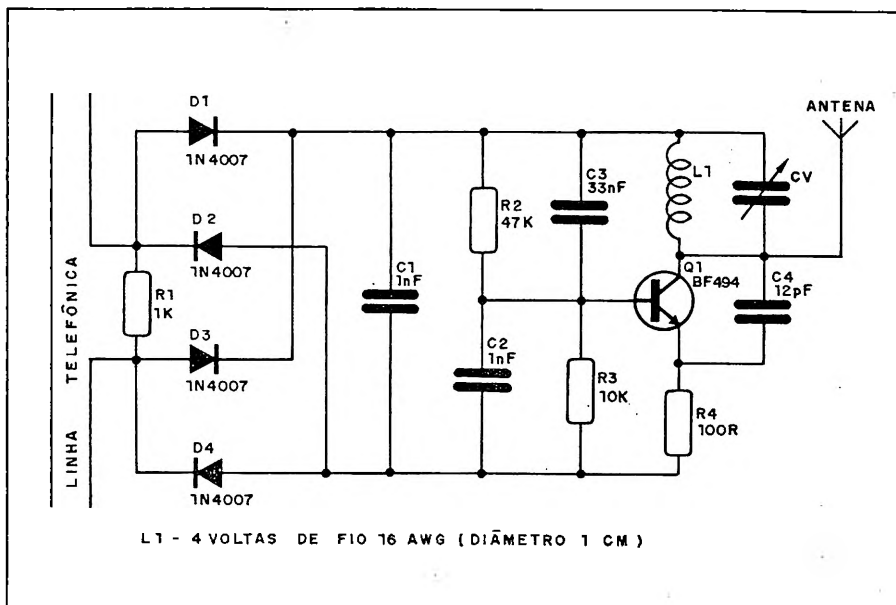 D1
1N4007
ANTENA
D2
1N4007
R1
1K
D3
1N4007
D4
1N4007
LINHA TELEFÔNICA
C1
1nF
R2
47K
C2
1nF
C3
33nF
R3
10K
L1
CV
Q1
BF494
C4
12pF
R4
100R
L1 - 4 VOLTAS DE FIO 16 AWG (DIÂMETRO 1 CM)